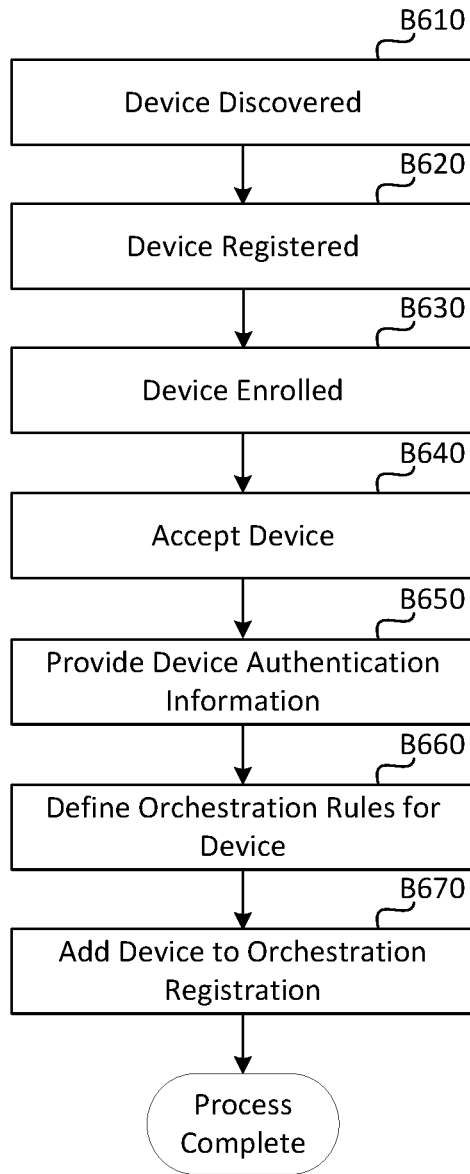 B610
Device Discovered
B620
Device Registered
B630
Device Enrolled
B640
Accept Device
B650
Provide Device Authentication
Information
B660
Define Orchestration Rules for
Device
B670
Add Device to Orchestration
Registration
Process
Complete